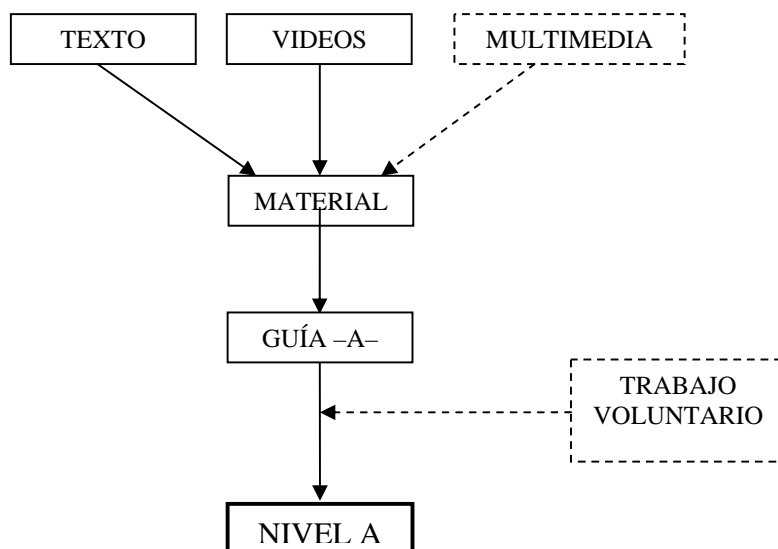 TEXTO
VIDEOS
MULTIMEDIA
MATERIAL
GUÍA –A–
TRABAJO
VOLUNTARIO
NIVEL A